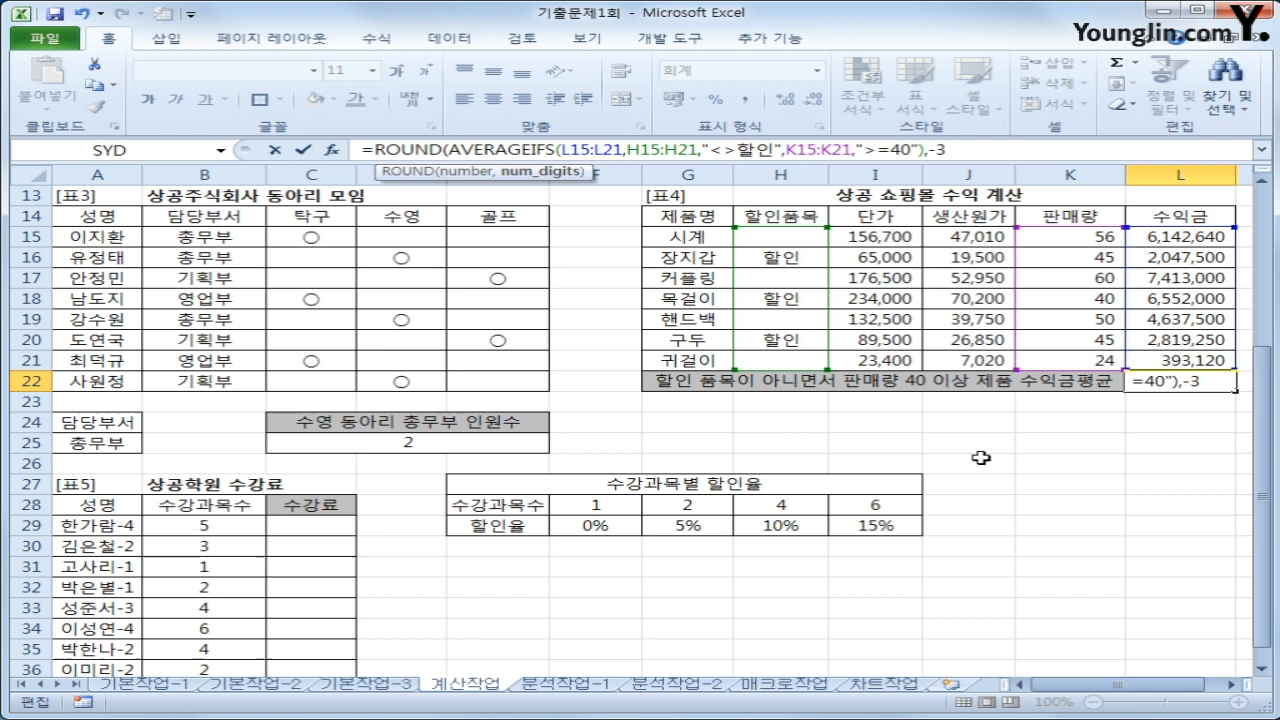 기출문제1회 - Microsoft Excel
Younglin.com Y.
파일 홈 삽입 페이지 레이아웃 수식 데이터 검토 보기 개발 도구 추가 기능
붙여넣기 11 가 가 회계 조건부 서식 표 서식 셀 스타일 삽입 삭제 서식 Σ 정렬 및 필터 찾기 및 선택
클립보드 글꼴 맞춤 표시 형식 스타일 셀 편집
SYD =ROUND(AVERAGEIFS(L15:L21,H15:H21,"<>할인",K15:K21,">=40"),-3
ROUND(number, num_digits)
A B C F G H I J K L
13 [표3] 상공주식회사 동아리 모임 [표4] 상공 쇼핑몰 수익 계산
14 성명 담당부서 탁구 수영 골프 제품명 할인품목 단가 생산원가 판매량 수익금
15 이지환 총무부 ○ 시계 156,700 47,010 56 6,142,640
16 유정태 총무부 ○ 장지갑 할인 65,000 19,500 45 2,047,500
17 안정민 기획부 ○ 커플링 176,500 52,950 60 7,413,000
18 남도지 영업부 ○ 목걸이 할인 234,000 70,200 40 6,552,000
19 강수원 총무부 ○ 핸드백 132,500 39,750 50 4,637,500
20 도연국 기획부 ○ 구두 할인 89,500 26,850 45 2,819,250
21 최덕규 영업부 ○ 귀걸이 23,400 7,020 24 393,120
22 사원정 기획부 ○ 할인 품목이 아니면서 판매량 40 이상 제품 수익금평균 =40"),-3
23
24 담당부서 수영 동아리 총무부 인원수
25 총무부 2
26
27 [표5] 상공학원 수강료 수강과목별 할인율
28 성명 수강과목수 수강료 수강과목수 1 2 4 6
29 한가람-4 5 할인율 0% 5% 10% 15%
30 김은철-2 3
31 고사리-1 1
32 박은별-1 2
33 성준서-3 4
34 이성연-4 6
35 박한나-2 4
36 이미리-2 2
기본작업-1 기본작업-2 기본작업-3 계산작업 분석작업-1 분석작업-2 매크로작업 차트작업
편집 100%